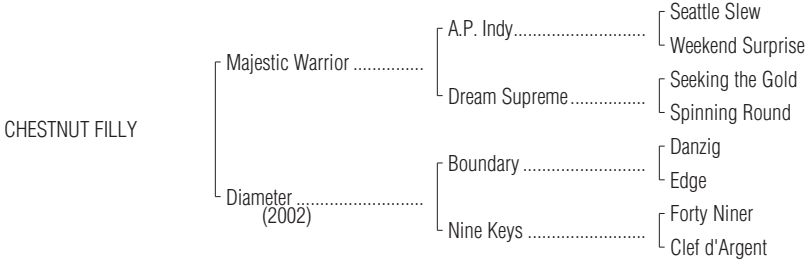 Seattle Slew
A.P. Indy..............................
Weekend Surprise
Majestic Warrior ................
Seeking the Gold
Dream Supreme.................
Spinning Round
CHESTNUT FILLY
Danzig
Boundary ............................
Edge
Diameter .............................
(2002)
Forty Niner
Nine Keys ...........................
Clef d'Argent